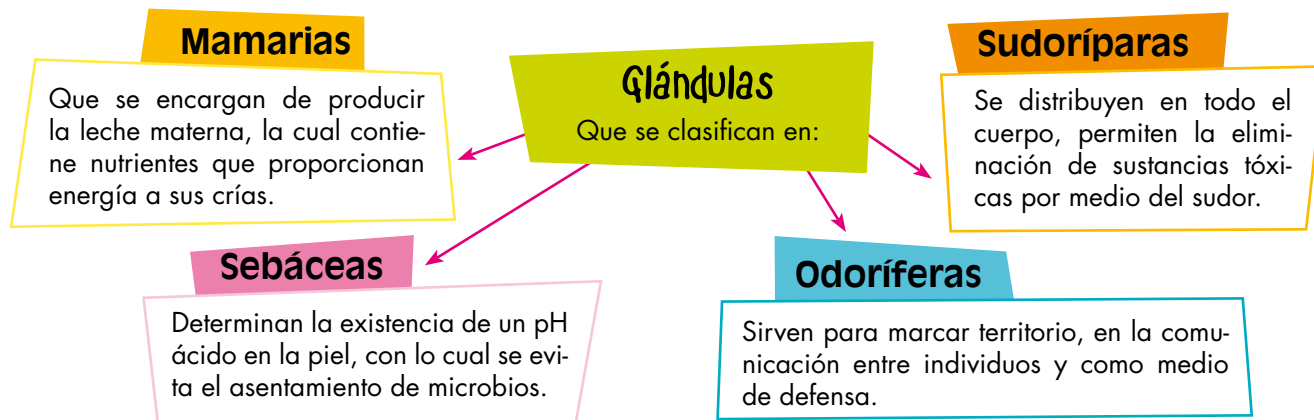 Glándulas
Que se clasifican en:
Mamarias
Que se encargan de producir
la leche materna, la cual contie-
ne nutrientes que proporcionan
energía a sus crías.
Sudoríparas
Se distribuyen en todo el
cuerpo, permiten la elimi-
nación de sustancias tóxi-
cas por medio del sudor.
Sebáceas
Determinan la existencia de un pH
ácido en la piel, con lo cual se evi-
ta el asentamiento de microbios.
Odoríferas
Sirven para marcar territorio, en la comu-
nicación entre individuos y como medio
de defensa.